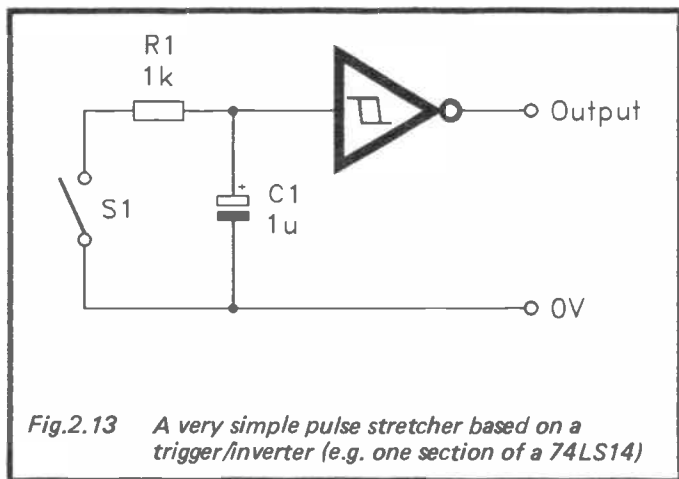 R1
1k
Output
S1
+
C1
1u
0V
Fig.2.13 A very simple pulse stretcher based on a
trigger/inverter (e.g. one section of a 74LS14)